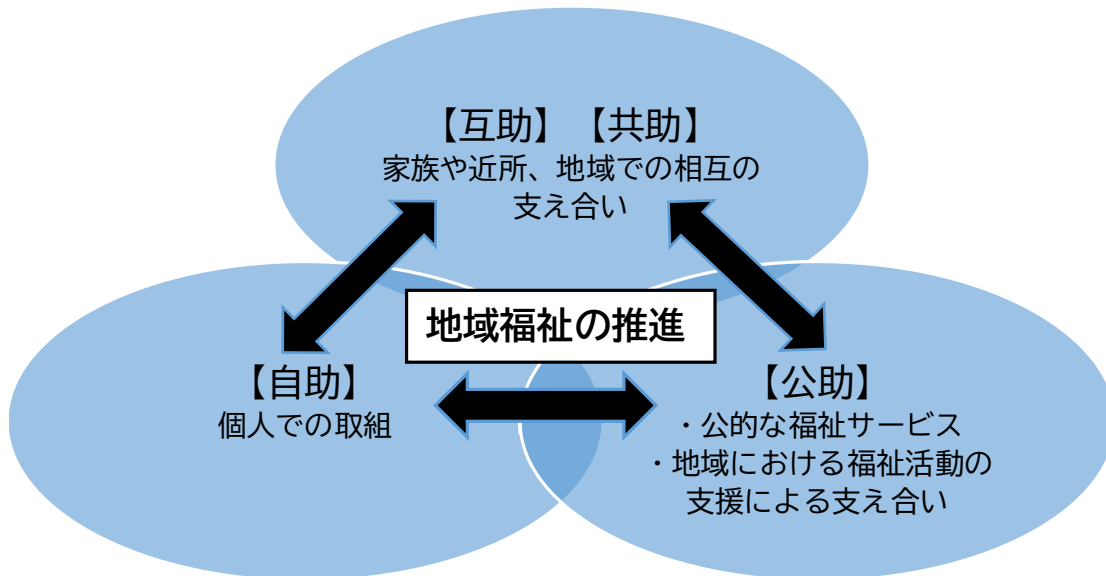 【互助】【共助】
家族や近所、地域での相互の
支え合い
地域福祉の推進
【自助】
個人での取組
【公助】
・公的な福祉サービス
・地域における福祉活動の
支援による支え合い